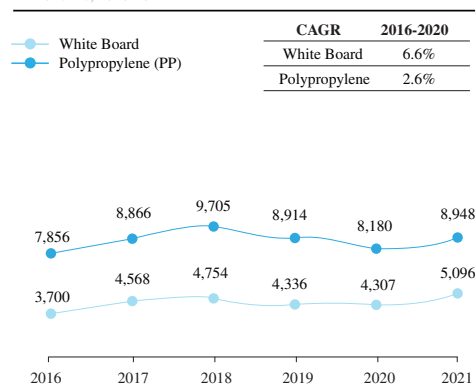 CAGR 2016-2020
White Board 6.6%
Polypropylene 2.6%
White Board
Polypropylene (PP)
7,856 8,866 9,705 8,914 8,180 8,948
3,700 4,568 4,754 4,336 4,307 5,096
2016 2017 2018 2019 2020 2021